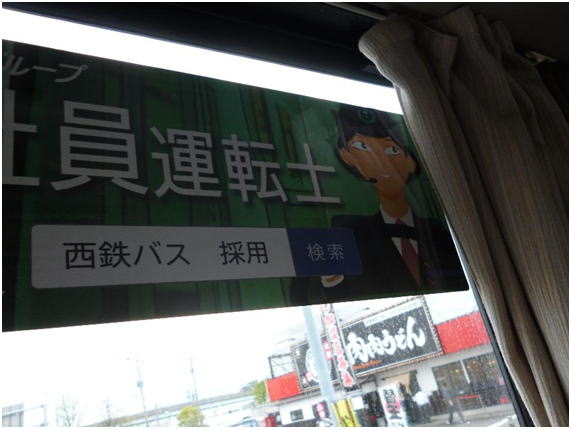 ループ
社員運転士
西鉄バス 採用 検索
肉肉うどん